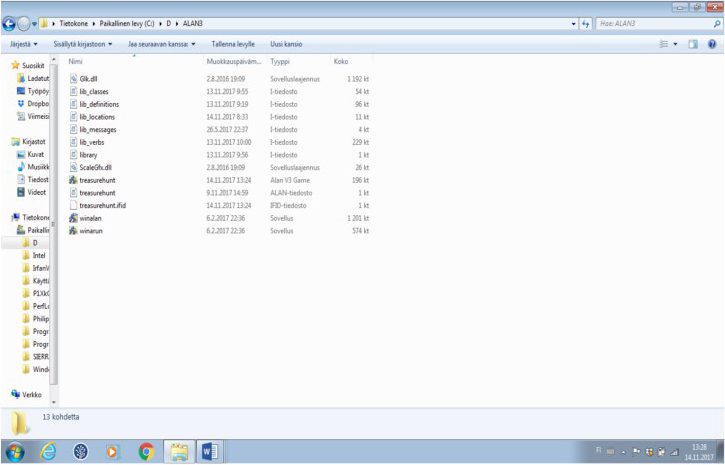 Tietokone ▸ Paikallinen levy (C:) ▸ D ▸ ALAN3
Hae: ALAN3
Järjestä Sisällytä kirjastoon Jaa seuraavan kanssa: Tallenna levylle Uusi kansio
Nimi Muokkauspäiväm... Tyyppi Koko
Glk.dll 2.8.2016 19:09 Sovelluslaajennus 1 192 kt
lib_classes 13.11.2017 9:55 I-tiedosto 54 kt
lib_definitions 13.11.2017 9:19 I-tiedosto 96 kt
lib_locations 14.11.2017 8:33 I-tiedosto 11 kt
lib_messages 26.5.2017 22:37 I-tiedosto 4 kt
lib_verbs 13.11.2017 10:00 I-tiedosto 229 kt
library 13.11.2017 9:56 I-tiedosto 1 kt
ScaleGfx.dll 2.8.2016 19:09 Sovelluslaajennus 26 kt
treasurehunt 14.11.2017 13:24 Alan V3 Game 196 kt
treasurehunt 9.11.2017 14:59 ALAN-tiedosto 1 kt
treasurehunt.ifid 14.11.2017 13:24 IFID-tiedosto 1 kt
winalan 6.2.2017 22:36 Sovellus 1 201 kt
winarun 6.2.2017 22:36 Sovellus 574 kt
Suosikit
Ladatut
Työpöy
Dropbo
Viimeisi
Kirjastot
Kuvat
Musiikk
Tiedost
Videot
Tietokone
Paikallin
D
Intel
IrfanV
Käyttä
PerfLo
Philip
Progr
Progr
SIERR
Windo
Verkko
13 kohdetta
FI
13:28
14.11.2017